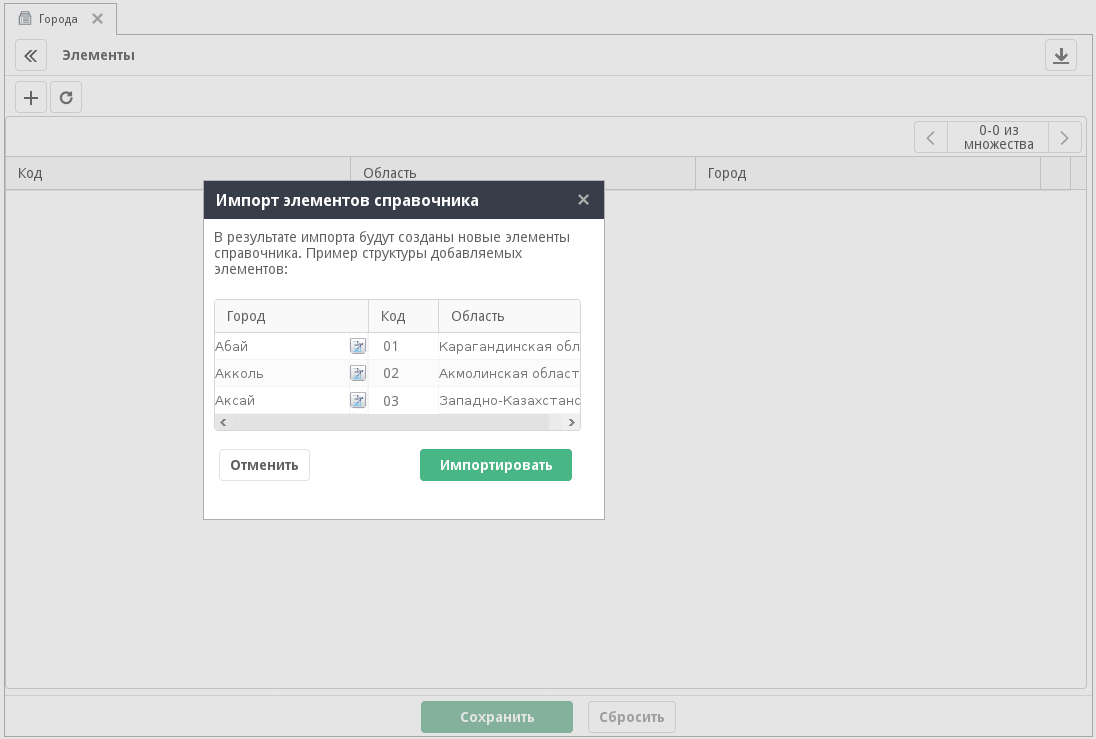 Города
Элементы
0-0 из
множества
Код Область Город
Импорт элементов справочника
В результате импорта будут созданы новые элементы
справочника. Пример структуры добавляемых
элементов:
Город Код Область
Абай 01 Карагандинская обл
Акколь 02 Акмолинская област
Аксай 03 Западно-Казахстанс
Отменить Импортировать
Сохранить Сбросить